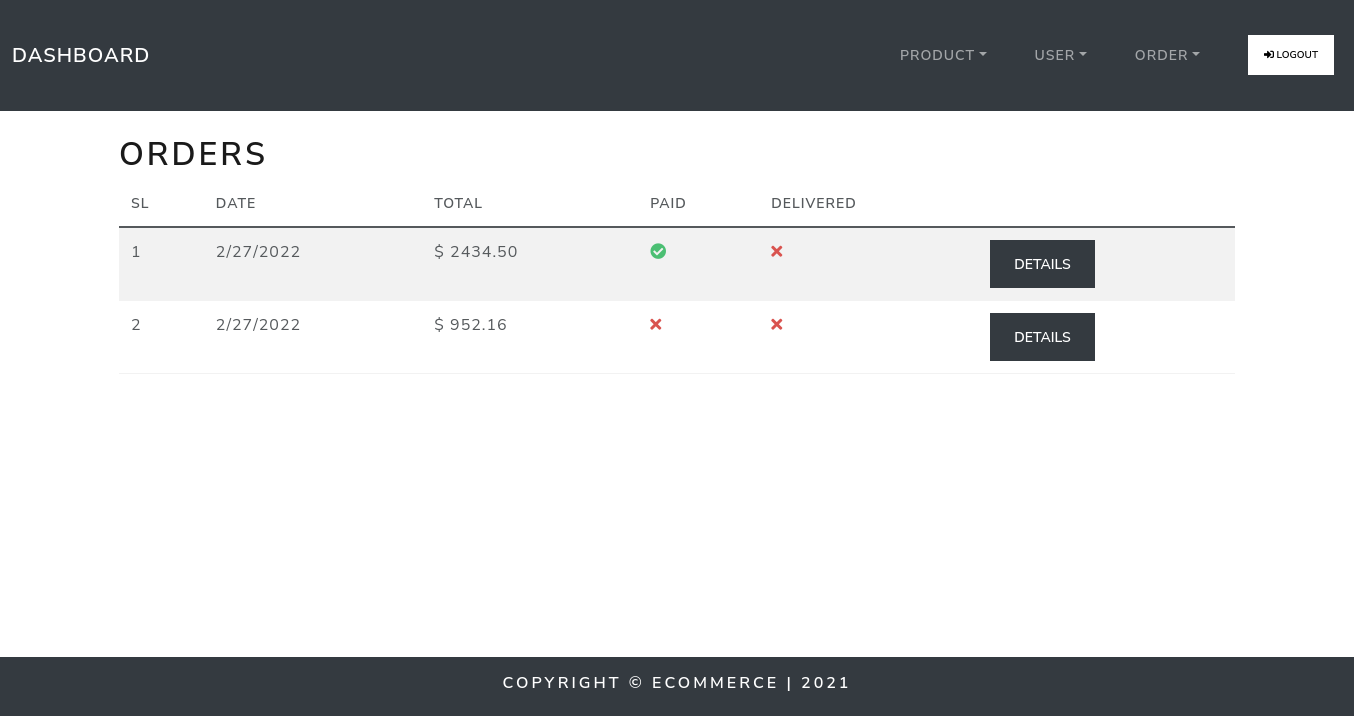 DASHBOARD PRODUCT USER ORDER LOGOUT
ORDERS
SL DATE TOTAL PAID DELIVERED
1 2/27/2022 $ 2434.50 DETAILS
2 2/27/2022 $ 952.16 DETAILS
COPYRIGHT © ECOMMERCE | 2021